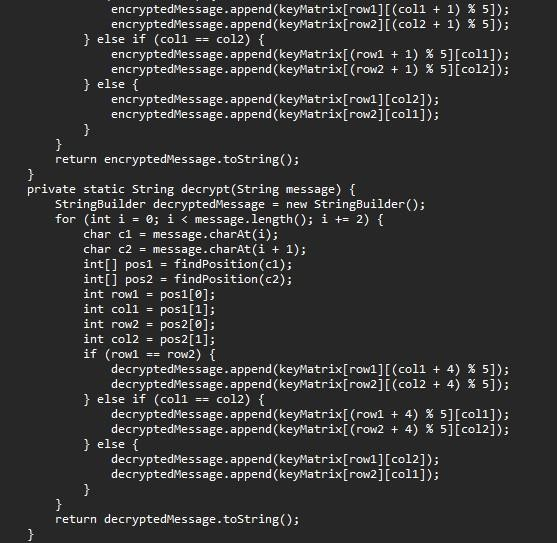 encryptedMessage.append(keyMatrix[row1][(col1 + 1) % 5]);
encryptedMessage.append(keyMatrix[row2][(col2 + 1) % 5]);
} else if (col1 == col2) {
encryptedMessage.append(keyMatrix[(row1 + 1) % 5][col1]);
encryptedMessage.append(keyMatrix[(row2 + 1) % 5][col2]);
} else {
encryptedMessage.append(keyMatrix[row1][col2]);
encryptedMessage.append(keyMatrix[row2][col1]);
}
}
return encryptedMessage.toString();
}
private static String decrypt(String message) {
StringBuilder decryptedMessage = new StringBuilder();
for (int i = 0; i < message.length(); i += 2) {
char c1 = message.charAt(i);
char c2 = message.charAt(i + 1);
int[] pos1 = findPosition(c1);
int[] pos2 = findPosition(c2);
int row1 = pos1[0];
int col1 = pos1[1];
int row2 = pos2[0];
int col2 = pos2[1];
if (row1 == row2) {
decryptedMessage.append(keyMatrix[row1][(col1 + 4) % 5]);
decryptedMessage.append(keyMatrix[row2][(col2 + 4) % 5]);
} else if (col1 == col2) {
decryptedMessage.append(keyMatrix[(row1 + 4) % 5][col1]);
decryptedMessage.append(keyMatrix[(row2 + 4) % 5][col2]);
} else {
decryptedMessage.append(keyMatrix[row1][col2]);
decryptedMessage.append(keyMatrix[row2][col1]);
}
}
return decryptedMessage.toString();
}